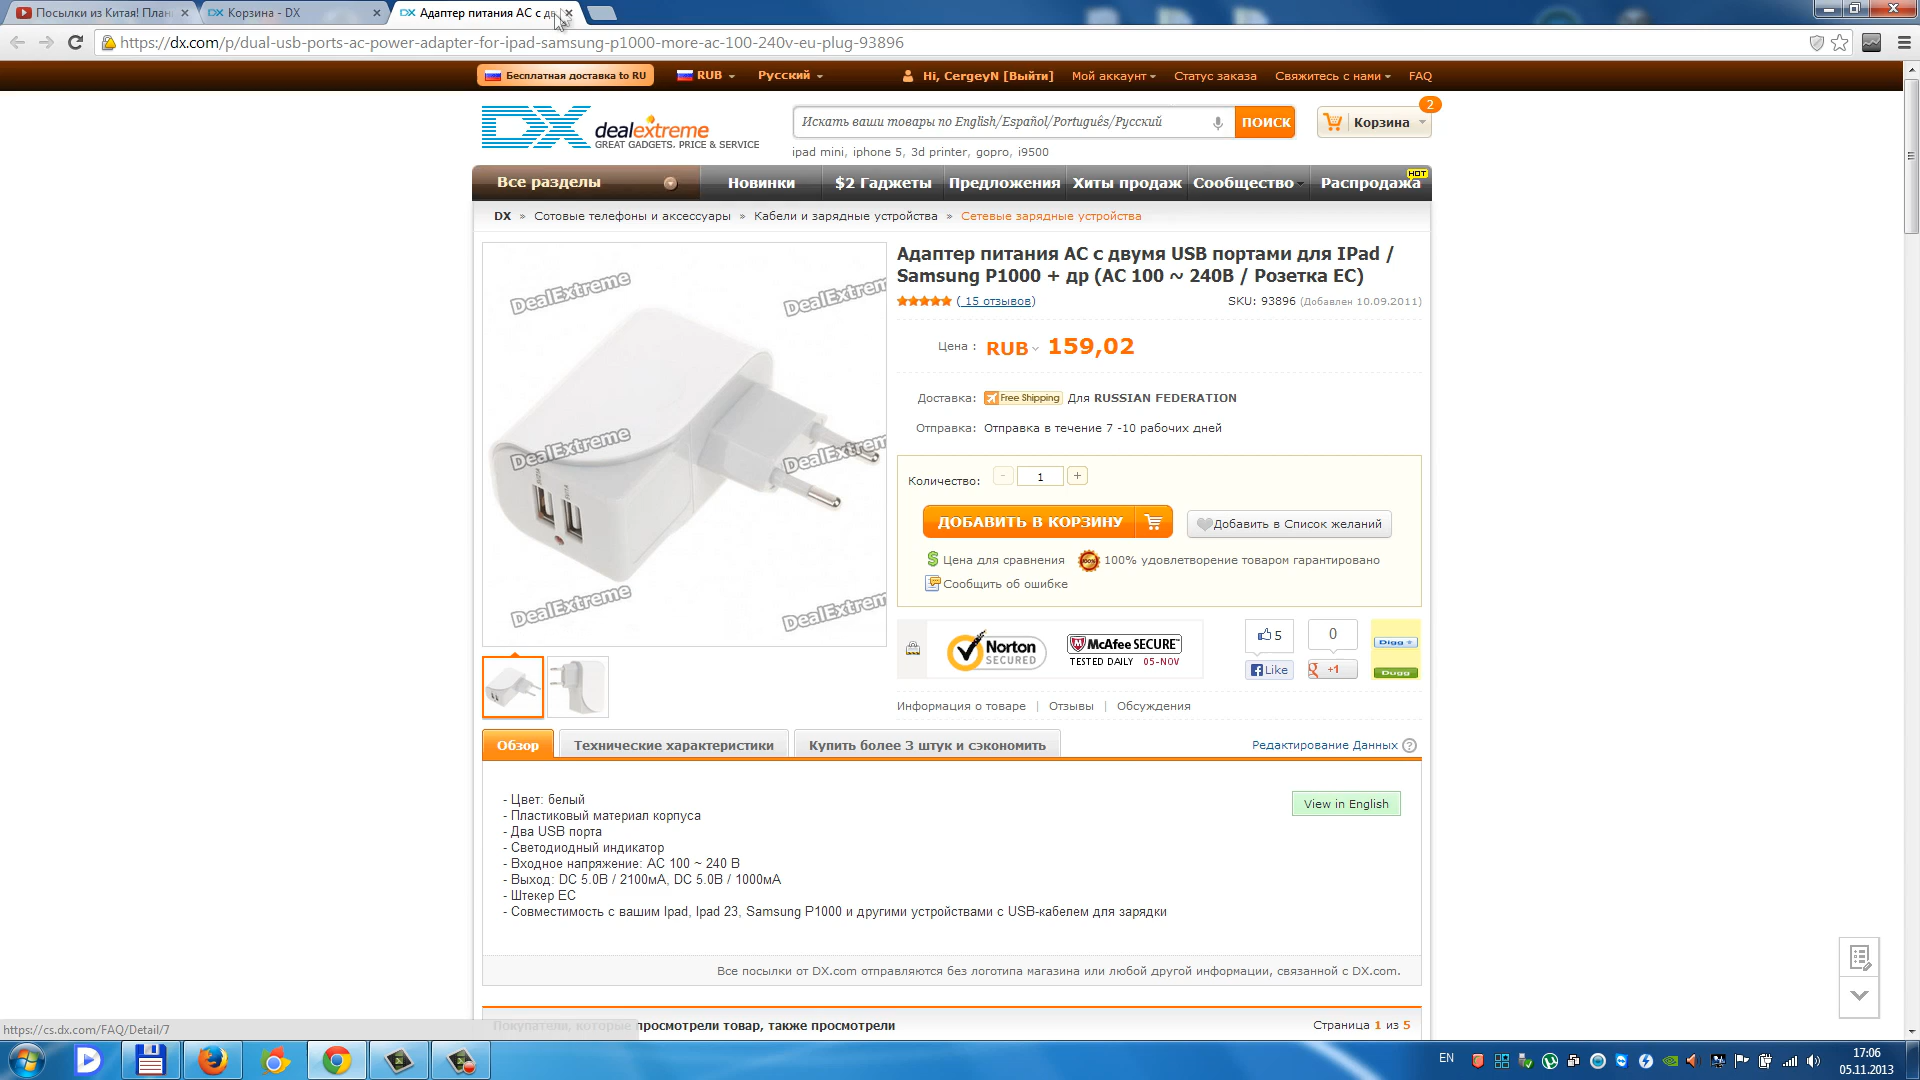 Посылки из Китая! План
Корзина - DX
Адаптер питания AC с дв
https://dx.com/p/dual-usb-ports-ac-power-adapter-for-ipad-samsung-p1000-more-ac-100-240v-eu-plug-93896
Бесплатная доставка to RU
RUB
Русский
Hi, CergeyN [Выйти]
Мой аккаунт
Статус заказа
Свяжитесь с нами
FAQ
DX dealextreme
GREAT GADGETS. PRICE & SERVICE
Искать ваши товары по English/Español/Português/Русский
ПОИСК
Корзина
2
ipad mini, iphone 5, 3d printer, gopro, i9500
Все разделы
Новинки
$2 Гаджеты
Предложения
Хиты продаж
Сообщество
Распродажа
HOT
DX » Сотовые телефоны и аксессуары » Кабели и зарядные устройства » Сетевые зарядные устройства
DealExtreme
DealExtreme
DealExtreme
DealExtreme
DealExtreme
DealExtreme
Адаптер питания AC с двумя USB портами для IPad /
Samsung P1000 + др (AC 100 ~ 240В / Розетка ЕС)
( 15 отзывов)
SKU: 93896 (Добавлен 10.09.2011)
Цена : RUB 159,02
Доставка: Free Shipping Для RUSSIAN FEDERATION
Отправка: Отправка в течение 7 -10 рабочих дней
Количество: - 1 +
ДОБАВИТЬ В КОРЗИНУ
Добавить в Список желаний
Цена для сравнения
100% удовлетворение товаром гарантировано
Сообщить об ошибке
Norton
SECURED
McAfee SECURE
TESTED DAILY 05-NOV
5
Like
0
+1
Digg
Dugg
Информация о товаре | Отзывы | Обсуждения
Обзор
Технические характеристики
Купить более 3 штук и сэкономить
Редактирование Данных ?
- Цвет: белый
- Пластиковый материал корпуса
- Два USB порта
- Светодиодный индикатор
- Входное напряжение: AC 100 ~ 240 В
- Выход: DC 5.0В / 2100мА, DC 5.0В / 1000мА
- Штекер ЕС
- Совместимость с вашим Ipad, Ipad 23, Samsung P1000 и другими устройствами с USB-кабелем для зарядки
View in English
Все посылки от DX.com отправляются без логотипа магазина или любой другой информации, связанной с DX.com.
Покупатели, которые просмотрели товар, также просмотрели
Страница 1 из 5
https://cs.dx.com/FAQ/Detail/7
EN
17:06
05.11.2013